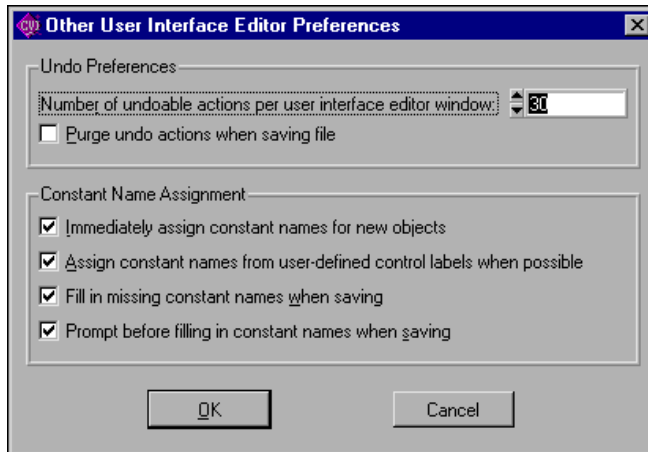 CVI Other User Interface Editor Preferences
Undo Preferences
Number of undoable actions per user interface editor window: 30
Purge undo actions when saving file
Constant Name Assignment
Immediately assign constant names for new objects
Assign constant names from user-defined control labels when possible
Fill in missing constant names when saving
Prompt before filling in constant names when saving
OK Cancel